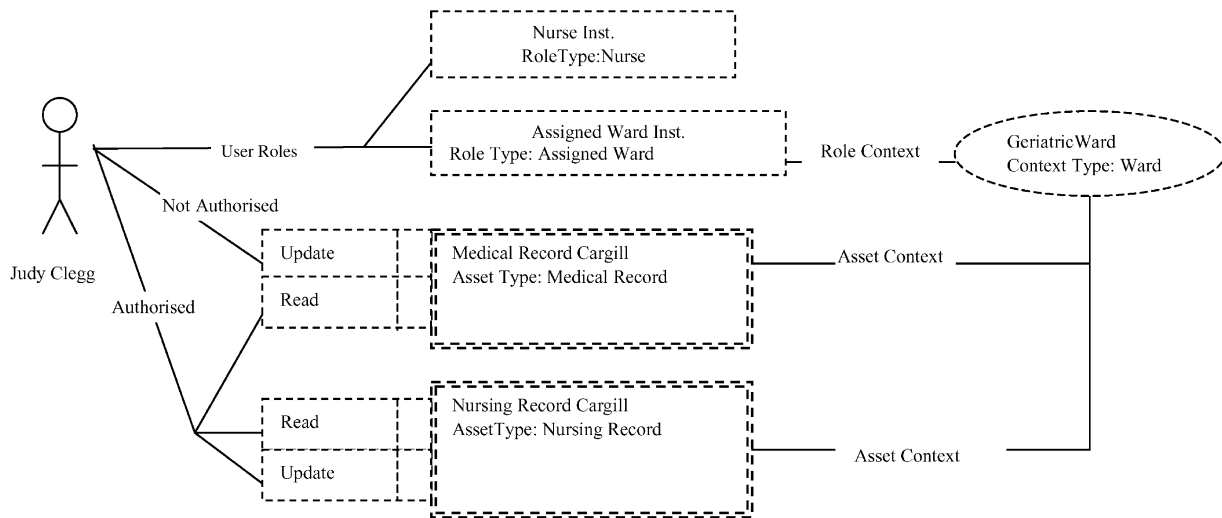 Nurse Inst.
RoleType:Nurse
Assigned Ward Inst.
Role Type: Assigned Ward
User Roles
Role Context
GeriatricWard
Context Type: Ward
Not Authorised
Judy Clegg
Authorised
Update
Read
Medical Record Cargill
Asset Type: Medical Record
Asset Context
Read
Update
Nursing Record Cargill
AssetType: Nursing Record
Asset Context